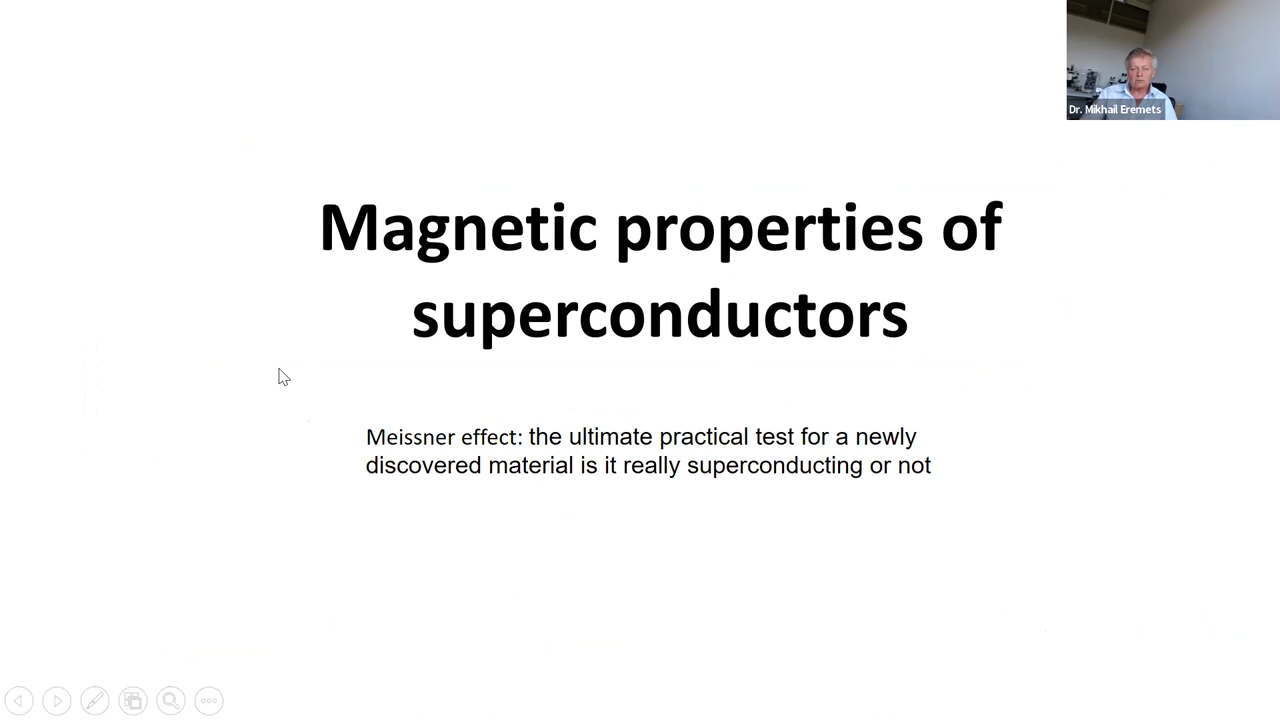 Dr. Mikhail Eremets
Magnetic properties of
superconductors
Meissner effect: the ultimate practical test for a newly
discovered material is it really superconducting or not